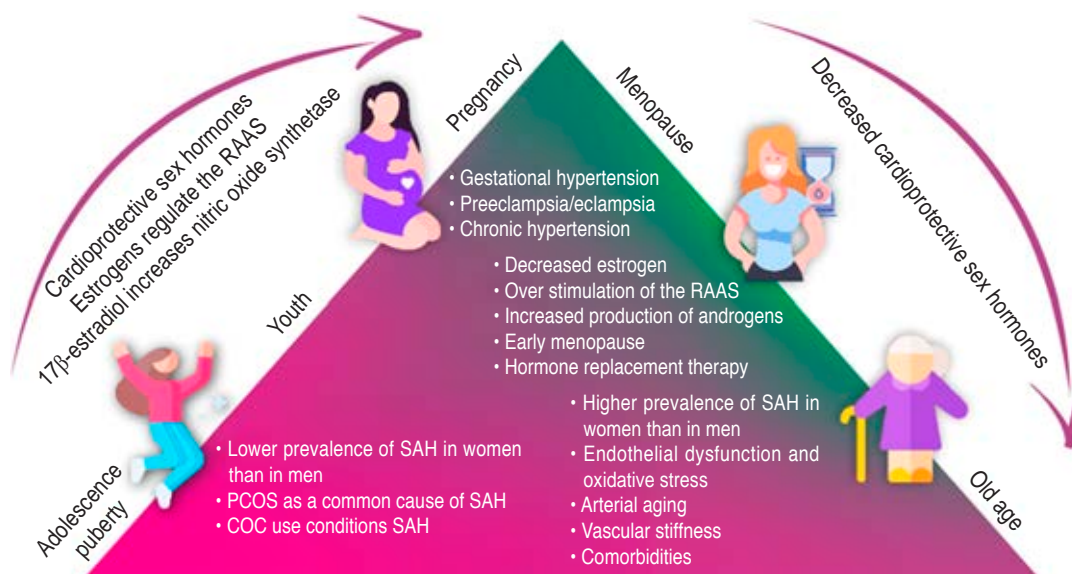 Cardioprotective sex hormones
Estrogens regulate the RAAS
17β-estradiol increases nitric oxide synthetase
Adolescence
puberty
Youth
Pregnancy
Menopause
Decreased cardioprotective sex hormones
Old age
• Gestational hypertension
• Preeclampsia/eclampsia
• Chronic hypertension
• Decreased estrogen
• Over stimulation of the RAAS
• Increased production of androgens
• Early menopause
• Hormone replacement therapy
• Lower prevalence of SAH in women
than in men
• PCOS as a common cause of SAH
• COC use conditions SAH
• Higher prevalence of SAH in
women than in men
• Endothelial dysfunction and
oxidative stress
• Arterial aging
• Vascular stiffness
• Comorbidities